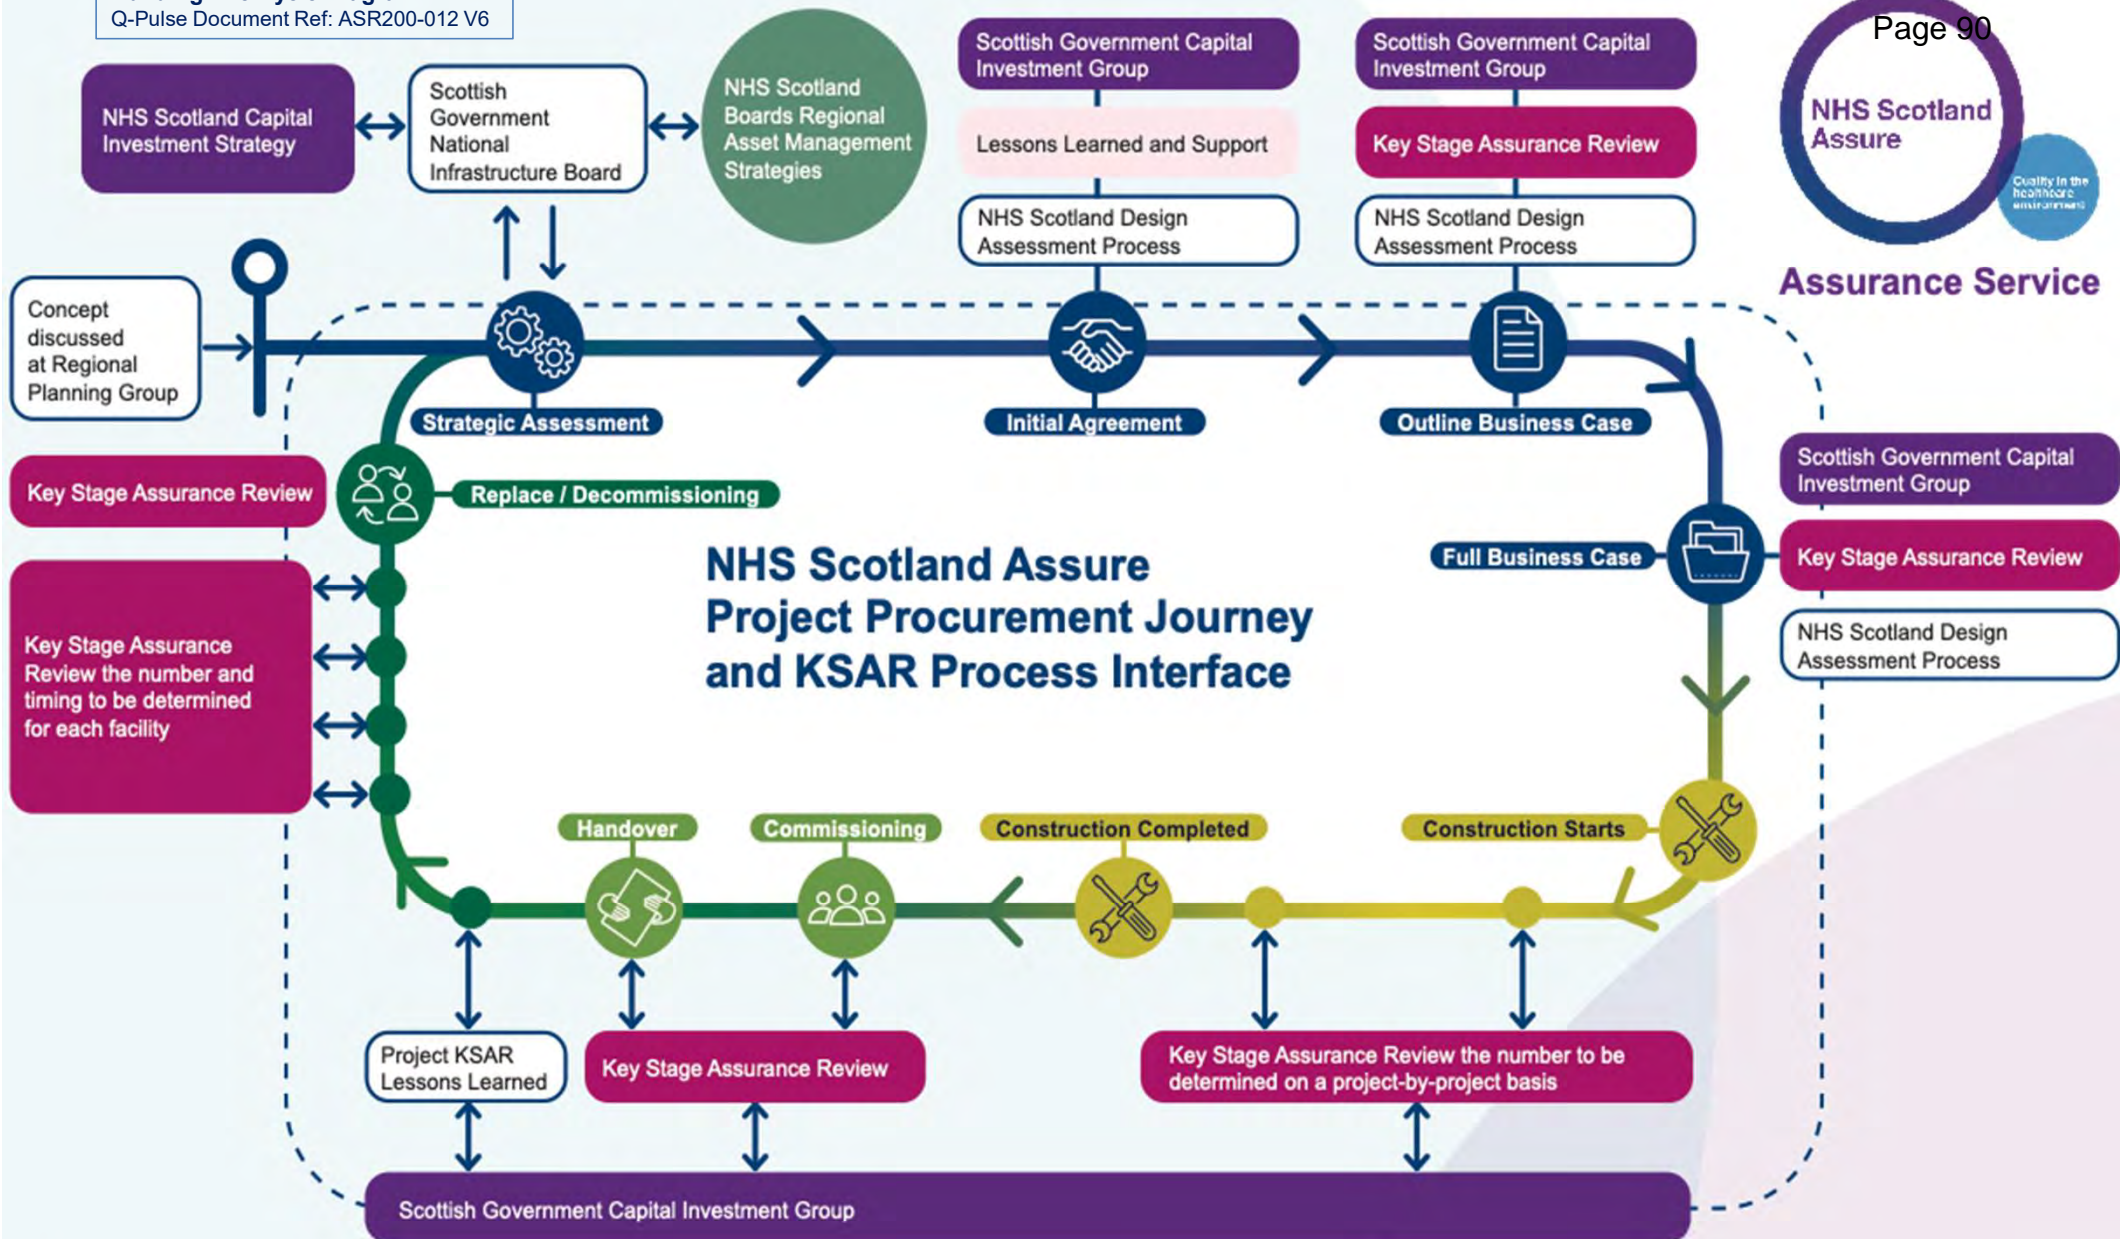 Q-Pulse Document Ref: ASR200-012 V6
Page 90
NHS Scotland Capital
Investment Strategy
Scottish
Government
National
Infrastructure Board
NHS Scotland
Boards Regional
Asset Management
Strategies
Scottish Government Capital
Investment Group
Lessons Learned and Support
NHS Scotland Design
Assessment Process
Scottish Government Capital
Investment Group
Key Stage Assurance Review
NHS Scotland Design
Assessment Process
NHS Scotland
Assure
Quality in the
healthcare
environment
Assurance Service
Concept
discussed
at Regional
Planning Group
Strategic Assessment
Initial Agreement
Outline Business Case
Key Stage Assurance Review
Replace / Decommissioning
Scottish Government Capital
Investment Group
Full Business Case
Key Stage Assurance Review
NHS Scotland Design
Assessment Process
NHS Scotland Assure
Project Procurement Journey
and KSAR Process Interface
Key Stage Assurance
Review the number and
timing to be determined
for each facility
Handover
Commissioning
Construction Completed
Construction Starts
Project KSAR
Lessons Learned
Key Stage Assurance Review
Key Stage Assurance Review the number to be
determined on a project-by-project basis
Scottish Government Capital Investment Group